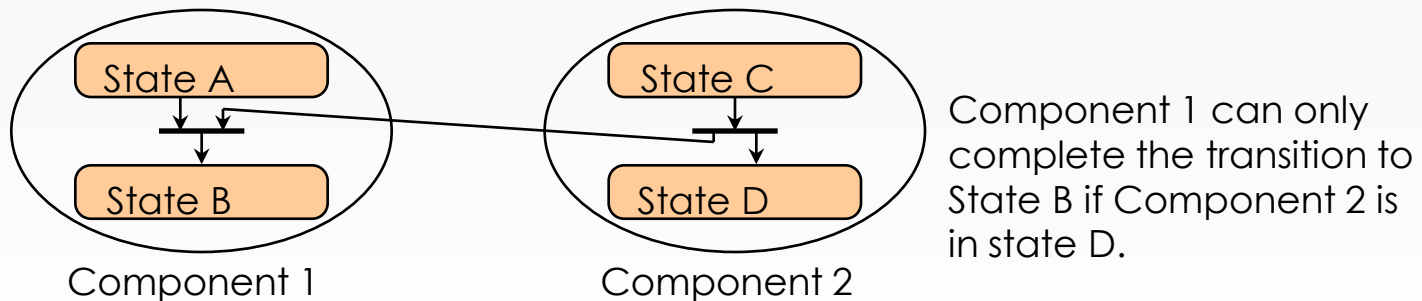 State A
State B
Component 1
State C
State D
Component 2
Component 1 can only
complete the transition to
State B if Component 2 is
in state D.